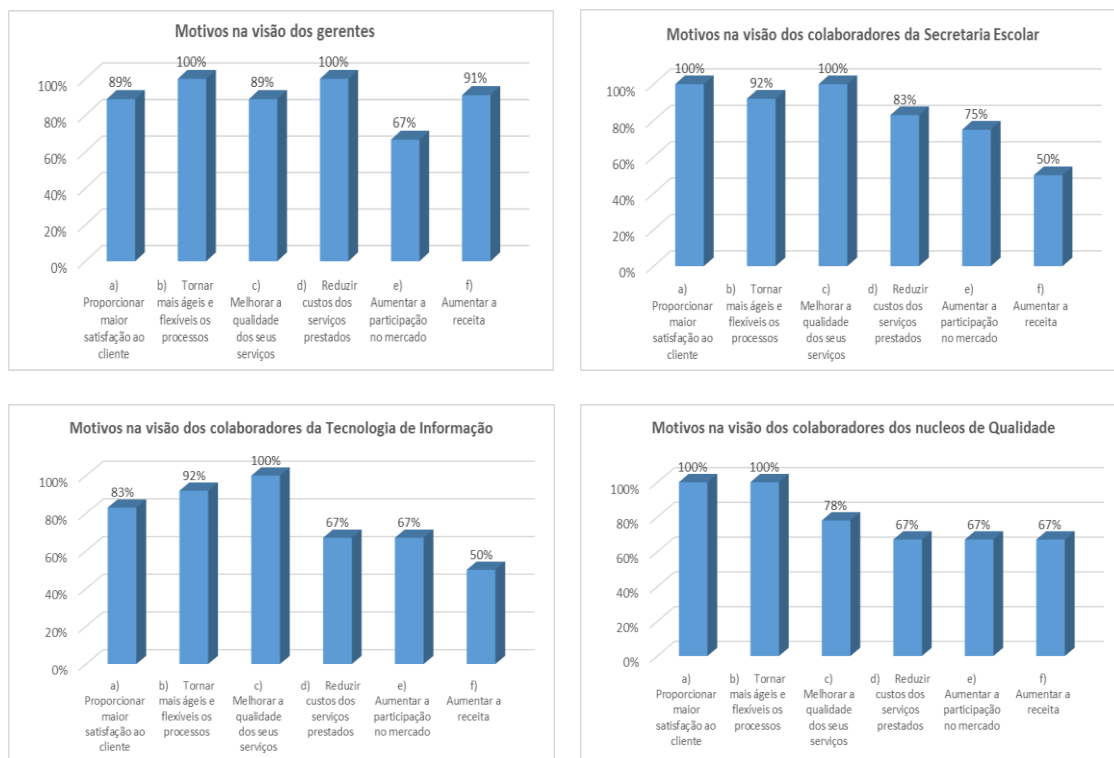 Motivos na visão dos gerentes
89%
100%
89%
100%
67%
91%
100%
80%
60%
40%
20%
0%
a)
Proporcionar
maior
satisfação ao
cliente
b) Tornar
mais ágeis e
flexíveis os
processos
c)
Melhorar a
qualidade
dos seus
serviços
d) Reduzir
custos dos
serviços
prestados
e)
Aumentar a
participação
no mercado
f)
Aumentar a
receita
Motivos na visão dos colaboradores da Secretaria Escolar
100%
92%
100%
83%
75%
50%
100%
80%
60%
40%
20%
0%
a)
Proporcionar
maior
satisfação ao
cliente
b) Tornar
mais ágeis e
flexíveis os
processos
c)
Melhorar a
qualidade
dos seus
serviços
d) Reduzir
custos dos
serviços
prestados
e)
Aumentar a
participação
no mercado
f)
Aumentar a
receita
Motivos na visão dos colaboradores da Tecnologia de Informação
83%
92%
100%
67%
67%
50%
100%
80%
60%
40%
20%
0%
a)
Proporcionar
maior
satisfação ao
cliente
b) Tornar
mais ágeis e
flexíveis os
processos
c)
Melhorar a
qualidade
dos seus
serviços
d) Reduzir
custos dos
serviços
prestados
e)
Aumentar a
participação
no mercado
f)
Aumentar
a receita
Motivos na visão dos colaboradores dos nucleos de Qualidade
100%
100%
78%
67%
67%
67%
100%
80%
60%
40%
20%
0%
a)
Proporcionar
maior
satisfação ao
cliente
b) Tornar
mais ágeis e
flexíveis os
processos
c)
Melhorar a
qualidade
dos seus
serviços
d) Reduzir
custos dos
serviços
prestados
e)
Aumentar a
participação
no mercado
f)
Aumentar a
receita